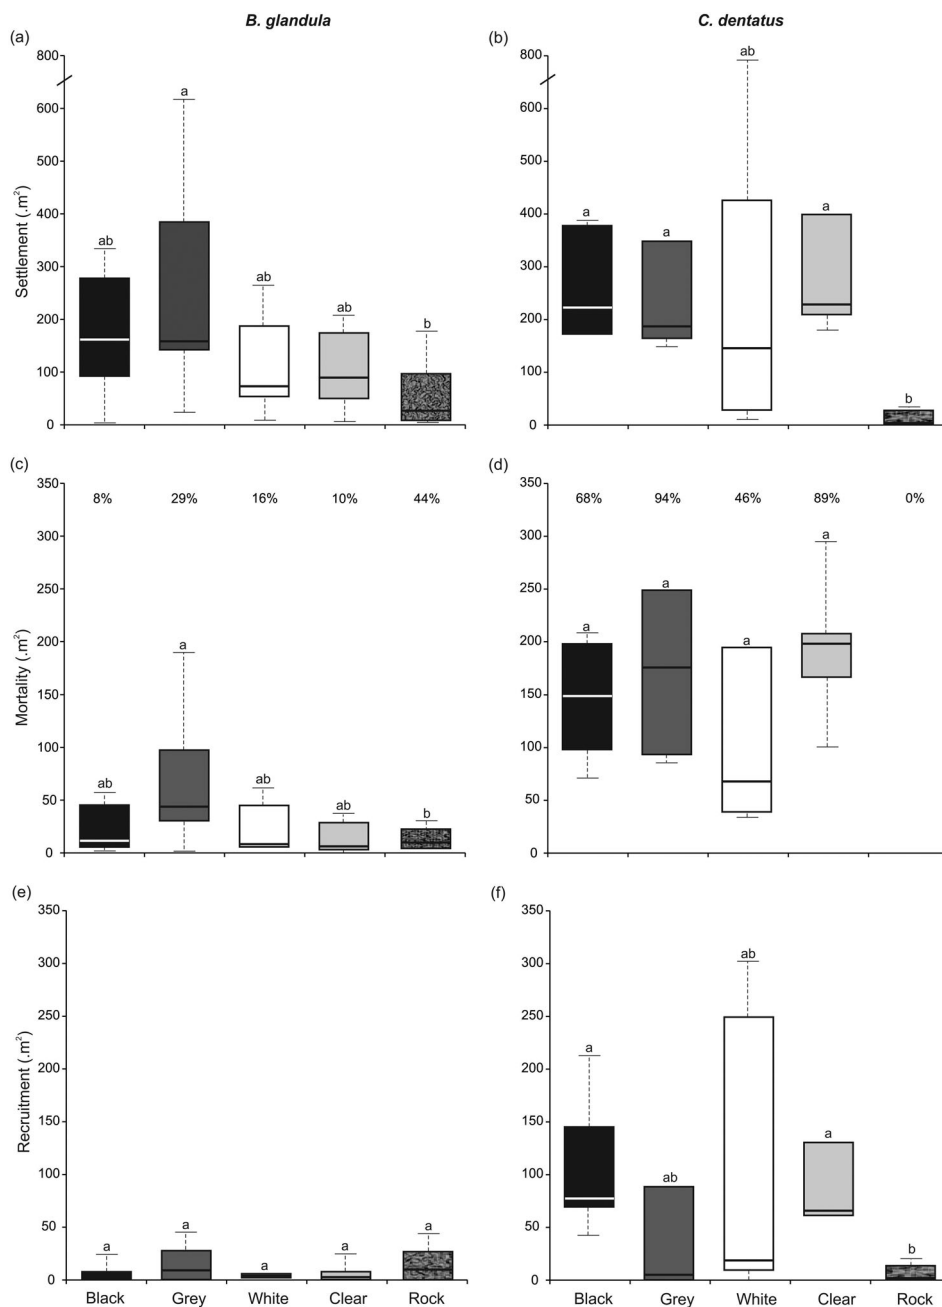 B. glandula
C. dentatus
(a)
(b)
800
600
500
400
300
200
100
0
Settlement (.m²)
ab
a
ab
ab
b
800
600
500
400
300
200
100
0
a
a
ab
a
b
(c)
(d)
350
300
250
200
150
100
50
0
Mortality (.m²)
8% 29% 16% 10% 44%
ab
a
ab
ab
b
350
300
250
200
150
100
50
0
68% 94% 46% 89% 0%
a
a
a
a
(e)
(f)
350
300
250
200
150
100
50
0
Recruitment (.m²)
a
a
a
a
a
350
300
250
200
150
100
50
0
a
ab
ab
a
b
Black Grey White Clear Rock
Black Grey White Clear Rock